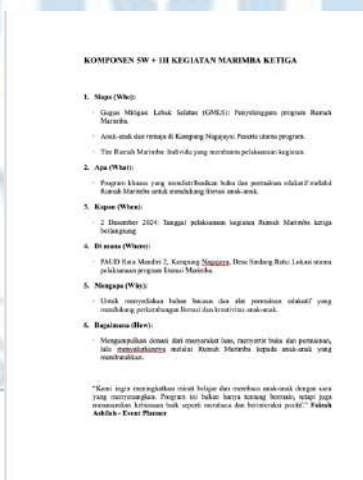 KOMPONEN 5W + 1H KEGIATAN MARIMBA KETIGA
1. Siapa (Who):
- Gugus Mitigasi Lebak Selatan (GMLS): Penyelenggara program Rumah
Marimba.
- Anak-anak dan remaja di Kampung Nagajaya: Peserta utama program.
- Tim Rumah Marimba: Individu yang membantu pelaksanaan kegiatan.
2. Apa (What):
- Program khusus yang mendistribusikan buku dan permainan edukatif melalui
Rumah Marimba untuk mendukung literasi anak-anak.
3. Kapan (When):
- 2 Desember 2024: Tanggal pelaksanaan kegiatan Rumah Marimba ketiga
berlangsung.
4. Di mana (Where):
- PAUD Bina Mandiri 2, Kampung Nagajaya, Desa Sindang Ratu: Lokasi utama
pelaksanaan program literasi Marimba.
5. Mengapa (Why):
- Untuk menyediakan bahan bacaan dan alat permainan edukatif yang
mendukung perkembangan literasi dan kreativitas anak-anak.
6. Bagaimana (How):
- Mengumpulkan donasi dari masyarakat luas, menyortir buku dan permainan,
lalu menyalurkannya melalui Rumah Marimba kepada anak-anak yang
membutuhkan.
"Kami ingin meningkatkan minat belajar dan membaca anak-anak dengan cara
yang menyenangkan. Program ini bukan hanya tentang bermain, tetapi juga
menanamkan kebiasaan baik seperti membaca dan berinteraksi positif." Faizah
Ashilah - Event Planner